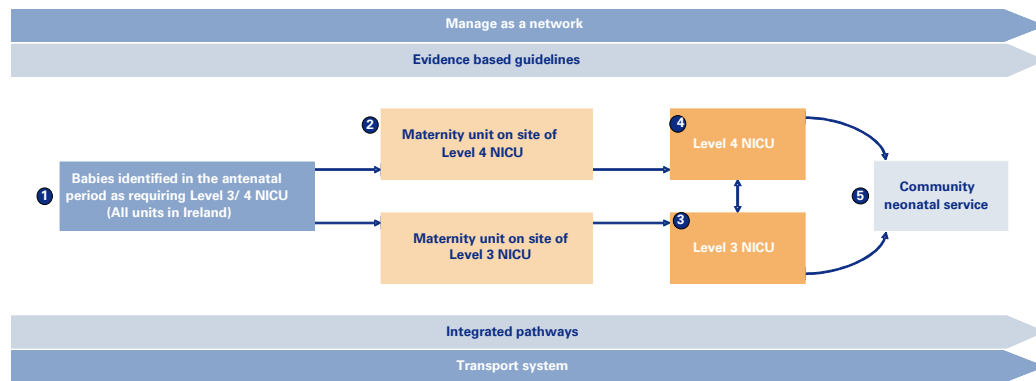 Manage as a network
Evidence based guidelines
1
Babies identified in the antenatal
period as requiring Level 3/ 4 NICU
(All units in Ireland)
2
Maternity unit on site of
Level 4 NICU
Maternity unit on site of
Level 3 NICU
4
Level 4 NICU
3
Level 3 NICU
5
Community
neonatal service
Integrated pathways
Transport system